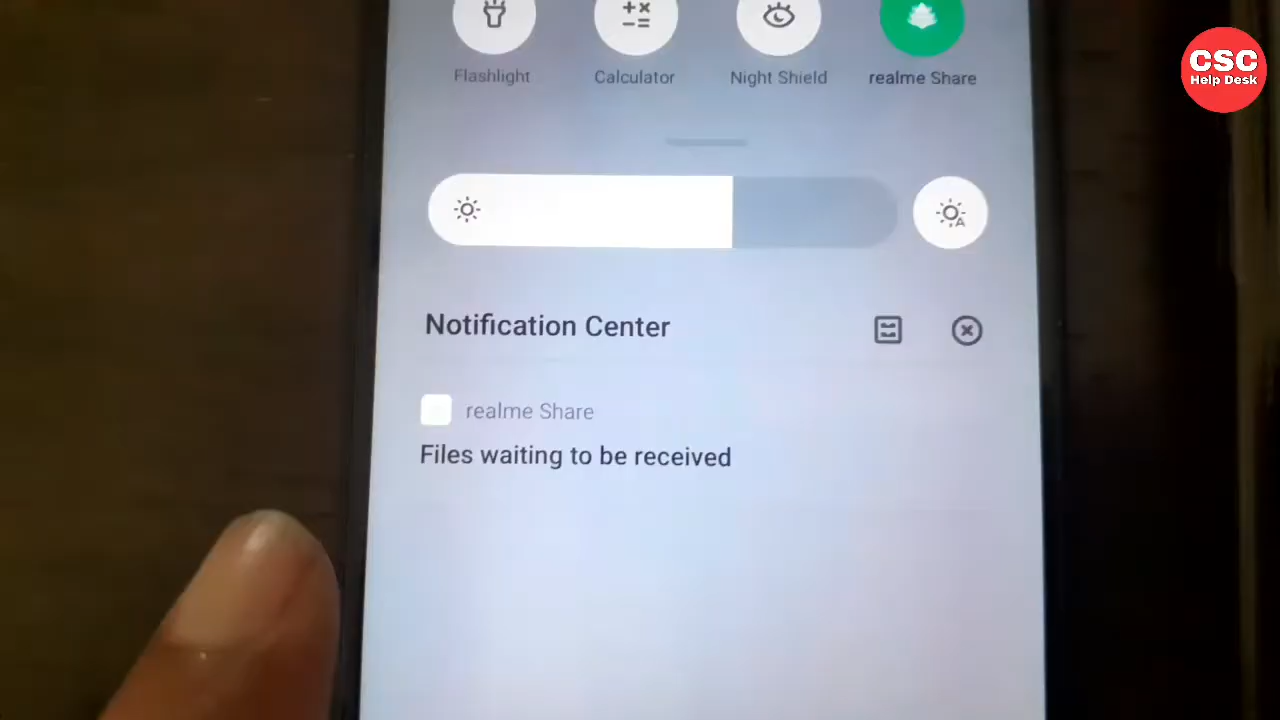 Flashlight
Calculator
Night Shield
realme Share
CSC
Help Desk
A
Notification Center
realme Share
Files waiting to be received